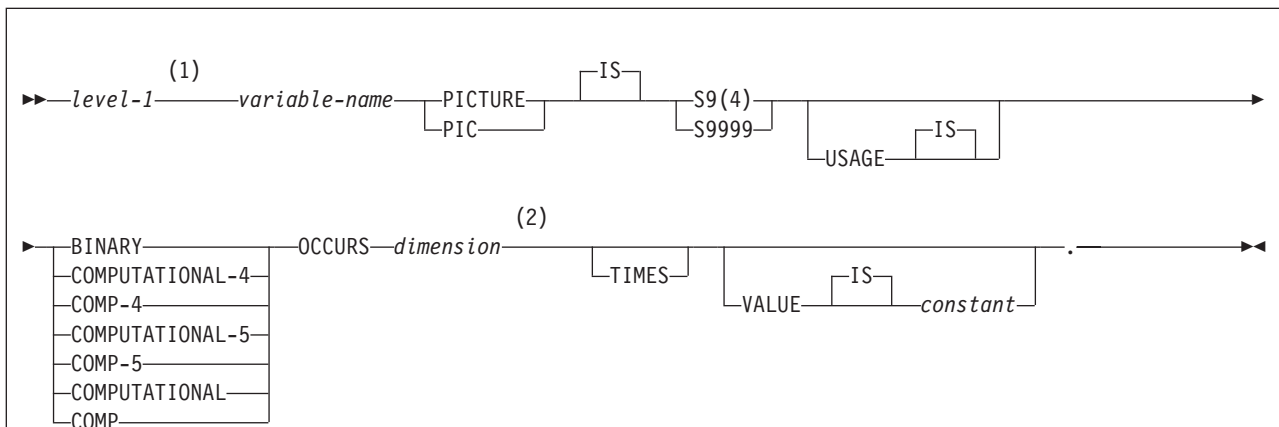 (1) IS
level-1 variable-name PICTURE S9(4)
PIC S9999 IS
USAGE
(2)
BINARY OCCURS dimension .
COMPUTATIONAL-4 TIMES IS
COMP-4 VALUE constant
COMPUTATIONAL-5
COMP-5
COMPUTATIONAL
COMP